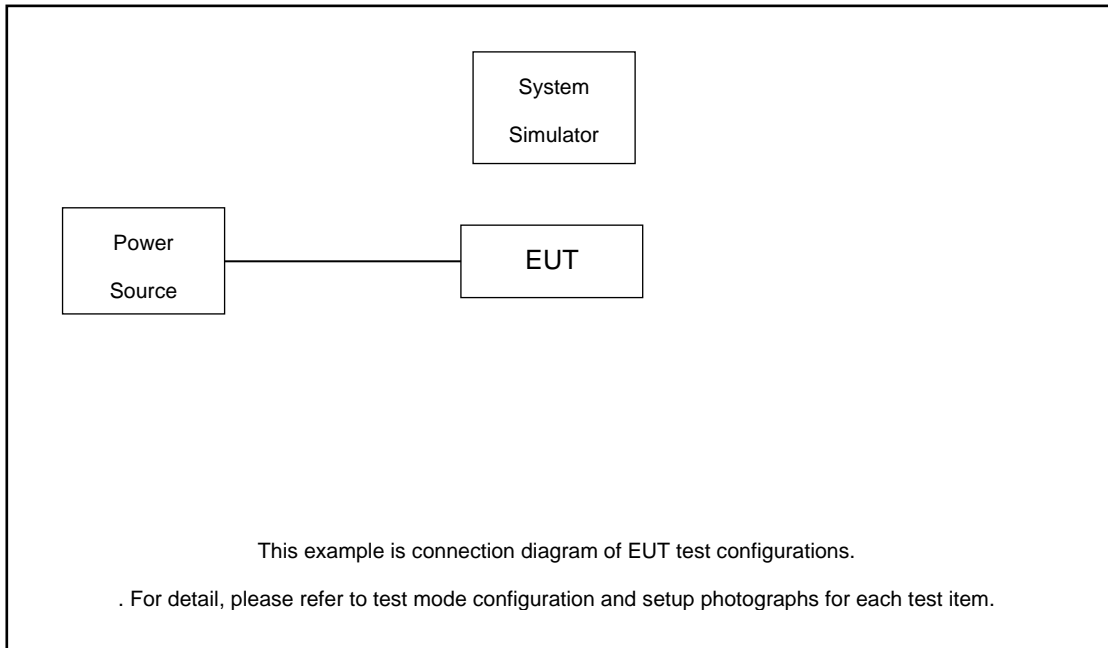 System
Simulator
Power
Source
EUT
This example is connection diagram of EUT test configurations.
. For detail, please refer to test mode configuration and setup photographs for each test item.